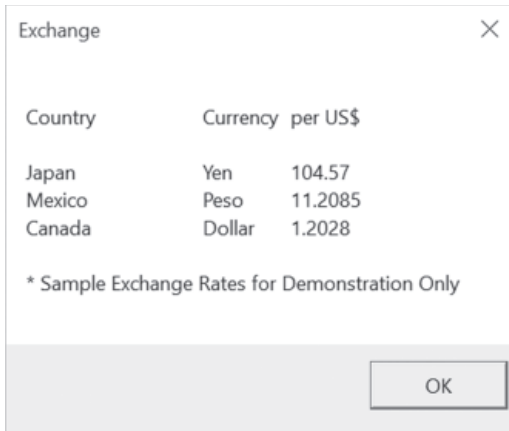 Exchange
Country Currency per US$
Japan Yen 104.57
Mexico Peso 11.2085
Canada Dollar 1.2028
* Sample Exchange Rates for Demonstration Only
OK